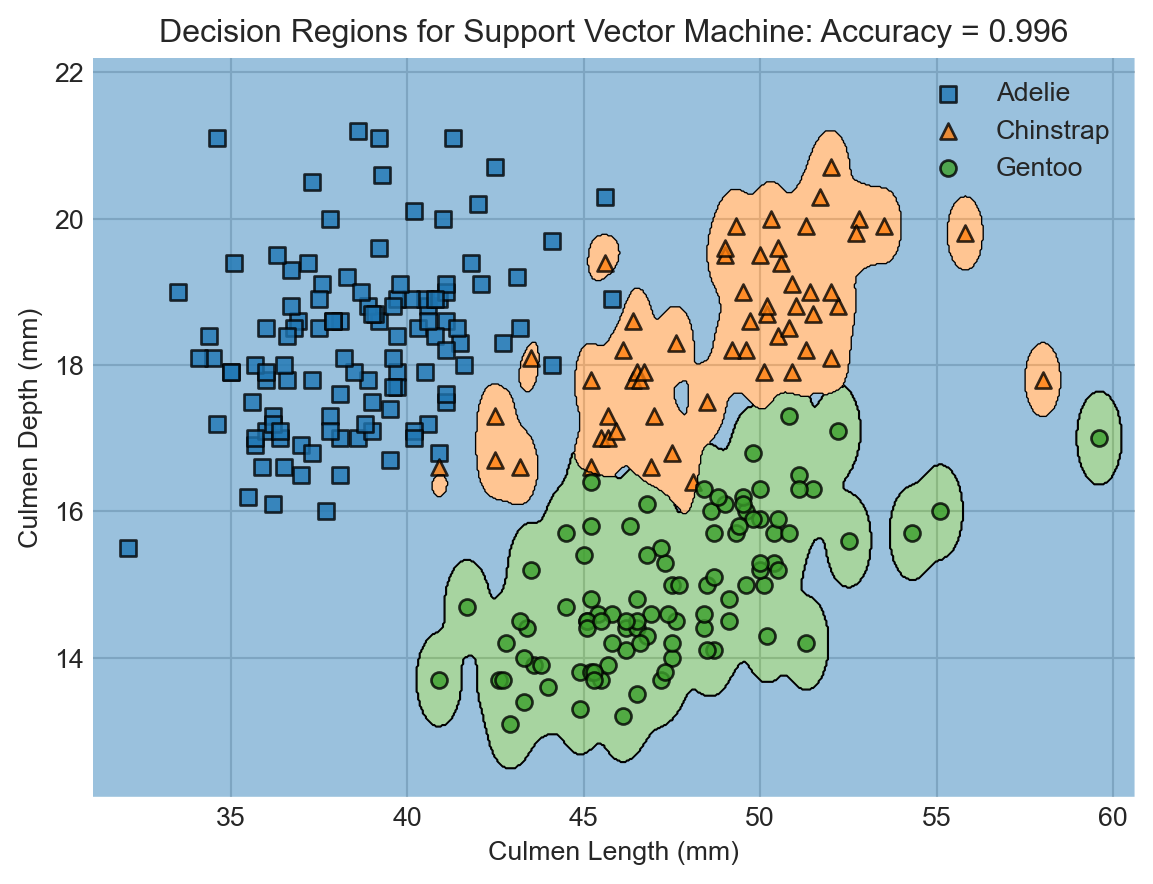 Decision Regions for Support Vector Machine: Accuracy = 0.996
22
20
18
16
14
Culmen Depth (mm)
Adelie
Chinstrap
Gentoo
35
40
45
50
55
60
Culmen Length (mm)